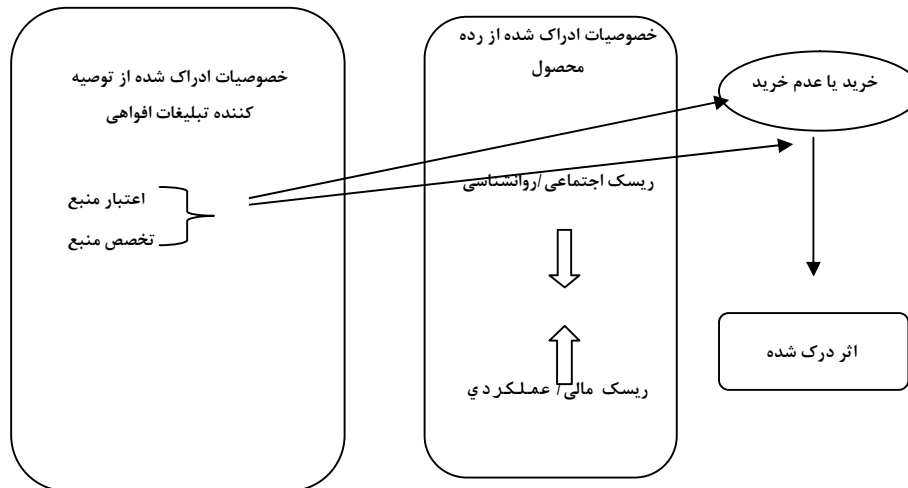 خصوصیات ادراک شده از توصیه
کننده تبلیغات افواهی
اعتبار منبع
تخصص منبع
خصوصیات ادراک شده از رده
محصول
ریسک اجتماعی/روانشناسی
ریسک مالی/ عملکردي
خرید یا عدم خرید
اثر درک شده